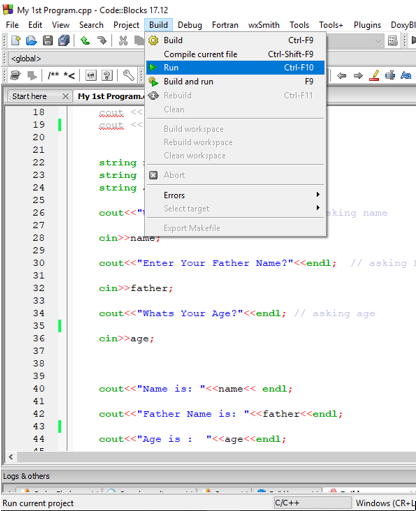 My 1st Program.cpp - Code::Blocks 17.12
File Edit View Search Project Build Debug Fortran wxSmith Tools Tools+ Plugins DoxyBl
<global>
Start here
My 1st Program.
Build Ctrl-F9
Compile current file Ctrl-Shift-F9
Run Ctrl-F10
Build and run F9
Rebuild Ctrl-F11
Clean
Build workspace
Rebuild workspace
Clean workspace
Abort
Errors
Select target
Export Makefile
18 cout <<
19 cout <<
20
21
22 string
23 string
24 string
25
26 cout<<" king name
27
28 cin>>name;
29
30 cout<<"Enter Your Father Name?"<<endl; // asking
31
32 cin>>father;
33
34 cout<<"Whats Your Age?"<<endl; // asking age
35
36 cin>>age;
37
38
39
40 cout<<"Name is: "<<name<< endl;
41
42 cout<<"Father Name is: "<<father<<endl;
43
44 cout<<"Age is :  "<<age<<endl;
Logs & others
Run current project C/C++ Windows (CR+L